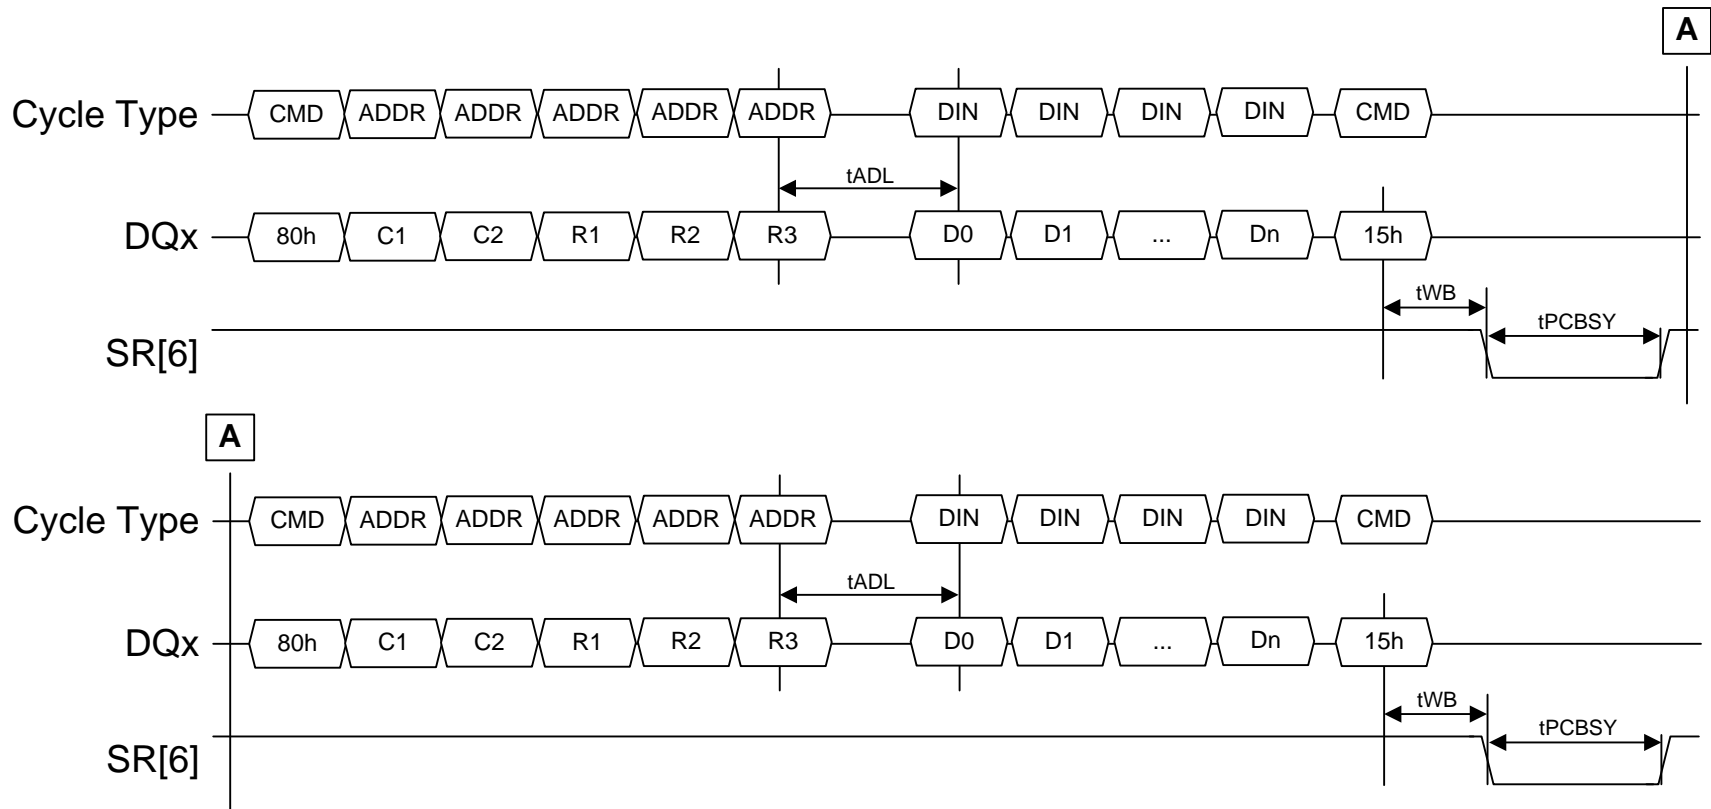 A
Cycle Type CMD ADDR ADDR ADDR ADDR ADDR DIN DIN DIN DIN CMD
tADL
DQx 80h C1 C2 R1 R2 R3 D0 D1 ... Dn 15h
tWB
tPCBSY
SR[6]
A
Cycle Type CMD ADDR ADDR ADDR ADDR ADDR DIN DIN DIN DIN CMD
tADL
DQx 80h C1 C2 R1 R2 R3 D0 D1 ... Dn 15h
tWB
tPCBSY
SR[6]